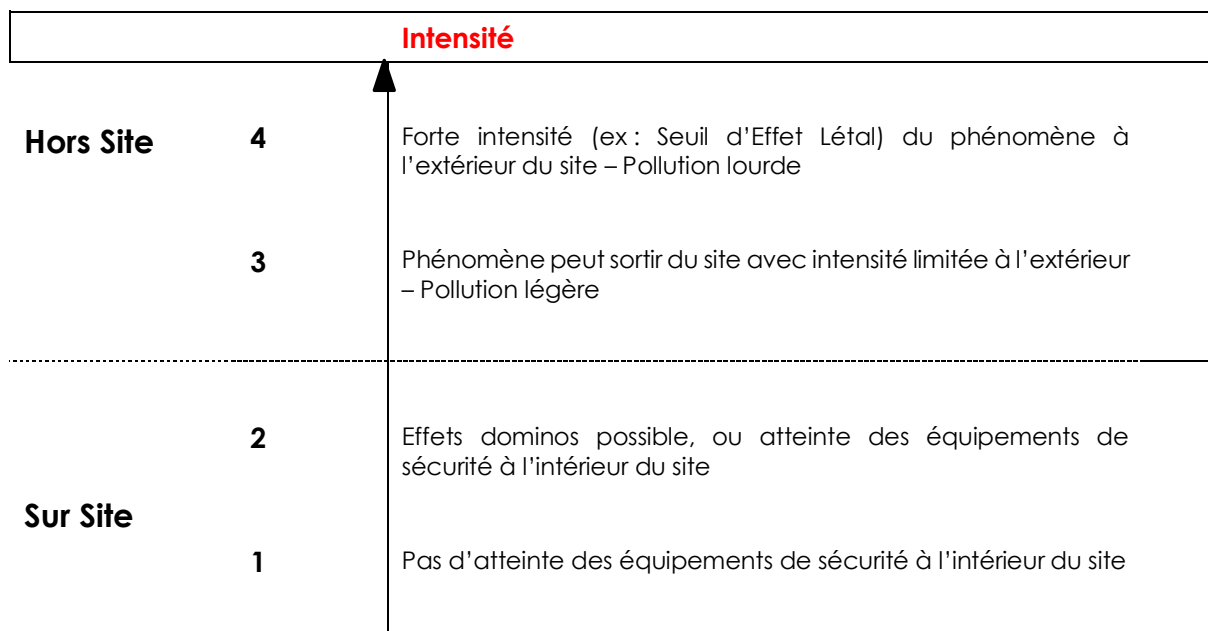 Intensité
Hors Site
4
Forte intensité (ex : Seuil d’Effet Létal) du phénomène à
l’extérieur du site – Pollution lourde
3
Phénomène peut sortir du site avec intensité limitée à l’extérieur
– Pollution légère
2
Effets dominos possible, ou atteinte des équipements de
sécurité à l’intérieur du site
Sur Site
1
Pas d’atteinte des équipements de sécurité à l’intérieur du site